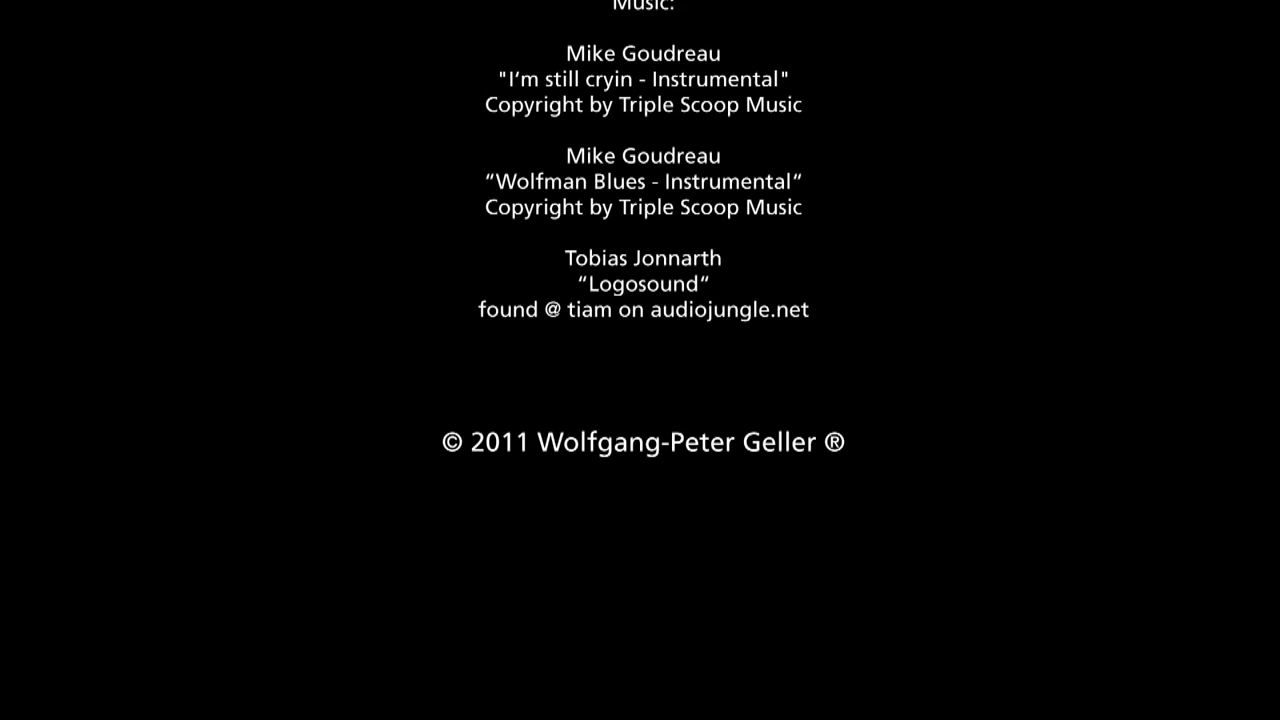 Music:
Mike Goudreau
"I’m still cryin - Instrumental"
Copyright by Triple Scoop Music
Mike Goudreau
“Wolfman Blues - Instrumental“
Copyright by Triple Scoop Music
Tobias Jonnarth
“Logosound“
found @ tiam on audiojungle.net
© 2011 Wolfgang-Peter Geller ®